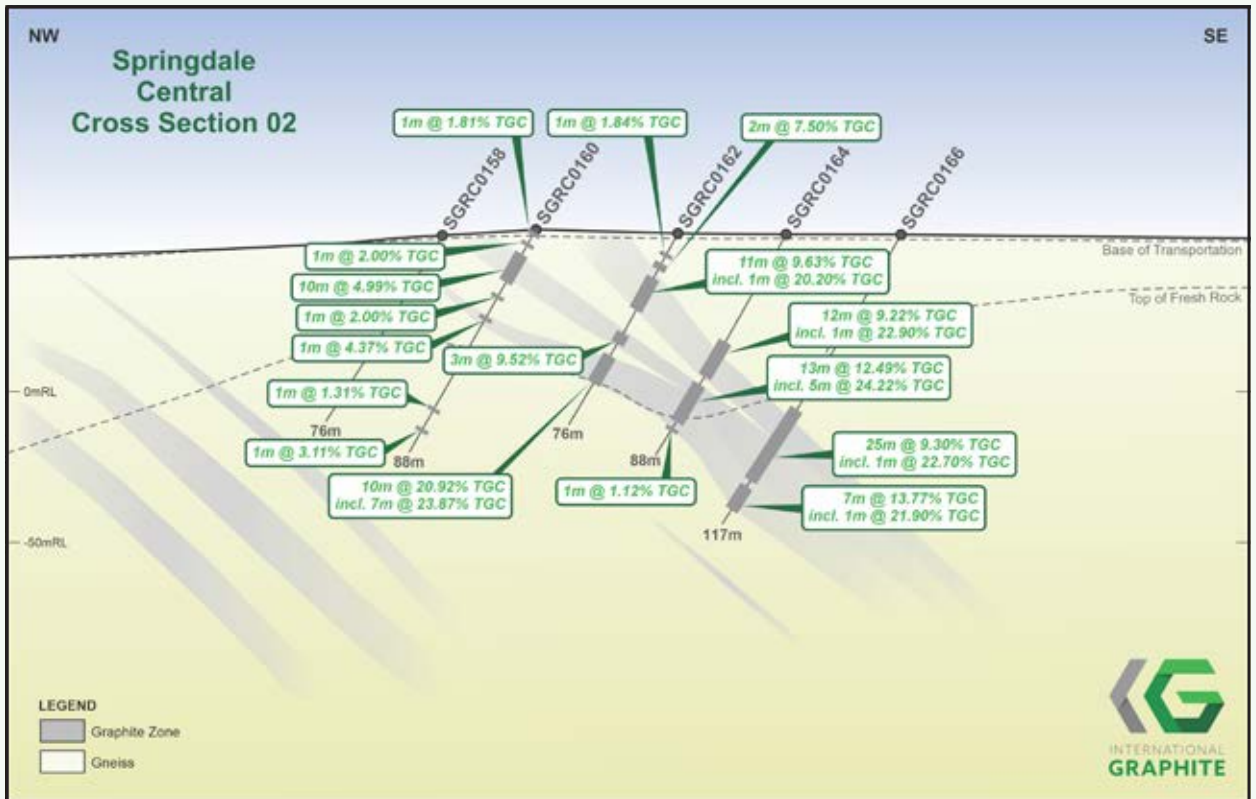 NW
SE
Springdale
Central
Cross Section 02
1m @ 1.81% TGC
1m @ 1.84% TGC
2m @ 7.50% TGC
SGRC0158
SGRC0160
SGRC0162
SGRC0164
SGRC0166
Base of Transportation
Top of Fresh Rock
1m @ 2.00% TGC
10m @ 4.99% TGC
1m @ 2.00% TGC
1m @ 4.37% TGC
1m @ 1.31% TGC
1m @ 3.11% TGC
11m @ 9.63% TGC
incl. 1m @ 20.20% TGC
12m @ 9.22% TGC
incl. 1m @ 22.90% TGC
3m @ 9.52% TGC
13m @ 12.49% TGC
incl. 5m @ 24.22% TGC
0mRL
76m
88m
76m
88m
10m @ 20.92% TGC
incl. 7m @ 23.87% TGC
1m @ 1.12% TGC
25m @ 9.30% TGC
incl. 1m @ 22.70% TGC
7m @ 13.77% TGC
incl. 1m @ 21.90% TGC
117m
-50mRL
LEGEND
Graphite Zone
Gneiss
INTERNATIONAL
GRAPHITE